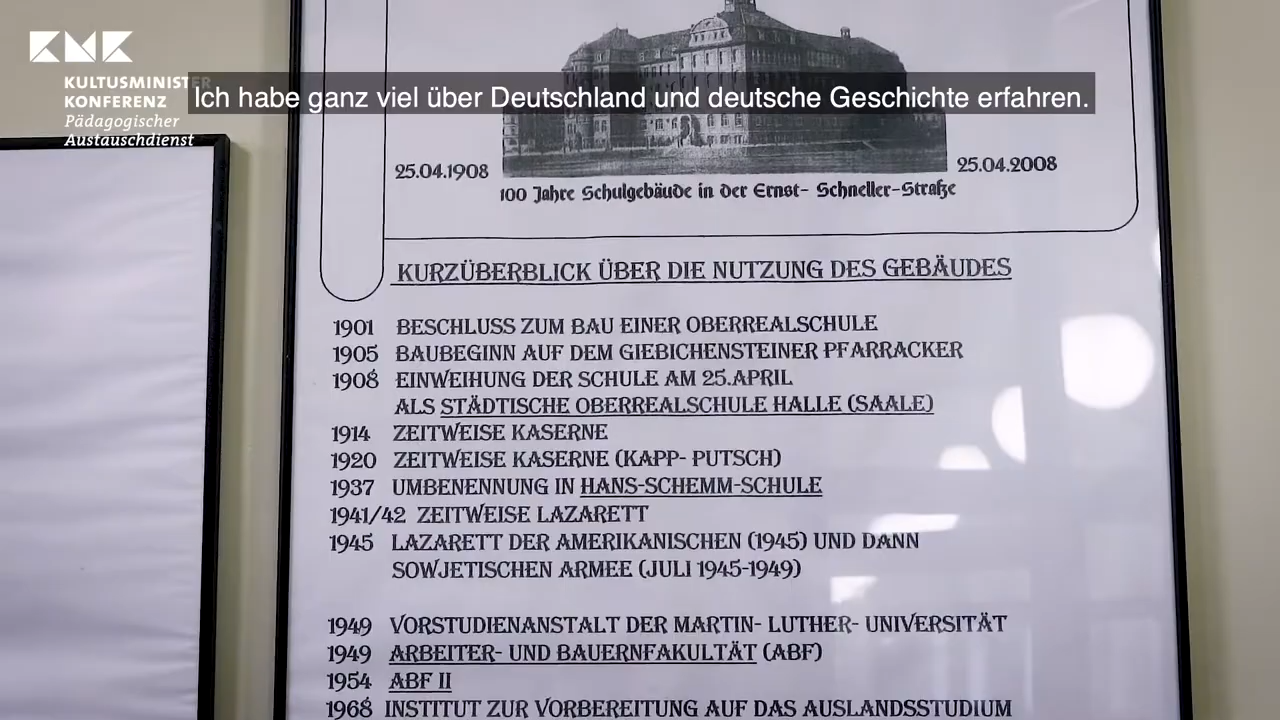 KMK
KULTUSMINISTER
KONFERENZ
Pädagogischer
Austauschdienst
Ich habe ganz viel über Deutschland und deutsche Geschichte erfahren.
25.04.1908
25.04.2008
100 Jahre Schulgebäude in der Ernst- Schneller-Straße
KURZÜBERBLICK ÜBER DIE NUTZUNG DES GEBÄUDES
1901 BESCHLUSS ZUM BAU EINER OBERREALSCHULE
1905 BAUBEGINN AUF DEM GIEBICHENSTEINER PFARRACKER
1908 EINWEIHUNG DER SCHULE AM 25.APRIL
ALS STÄDTISCHE OBERREALSCHULE HALLE (SAALE)
1914 ZEITWEISE KASERNE
1920 ZEITWEISE KASERNE (KAPP- PUTSCH)
1937 UMBENENNUNG IN HANS-SCHEMM-SCHULE
1941/42 ZEITWEISE LAZARETT
1945 LAZARETT DER AMERIKANISCHEN (1945) UND DANN
SOWJETISCHEN ARMEE (JULI 1945-1949)
1949 VORSTUDIENANSTALT DER MARTIN- LUTHER- UNIVERSITÄT
1949 ARBEITER- UND BAUERNFAKULTÄT (ABF)
1954 ABF II
1968 INSTITUT ZUR VORBEREITUNG AUF DAS AUSLANDSSTUDIUM